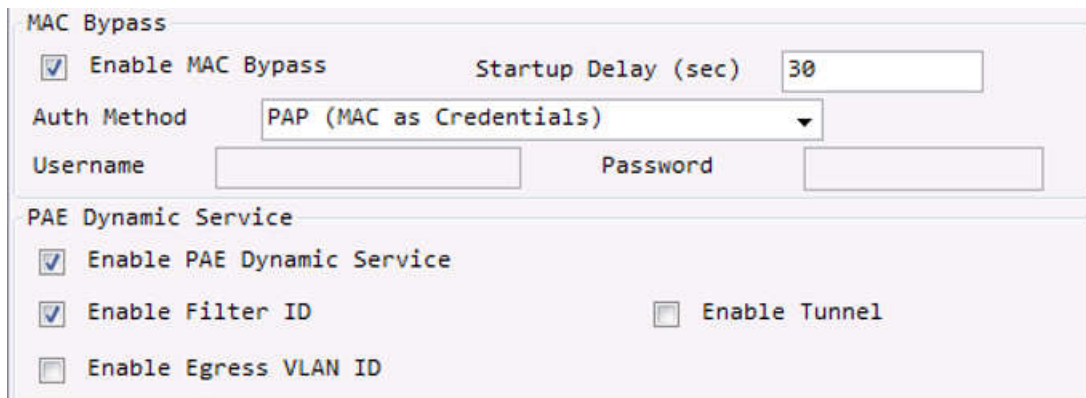 MAC Bypass
Enable MAC Bypass Startup Delay (sec) 30
Auth Method PAP (MAC as Credentials)
Username Password
PAE Dynamic Service
Enable PAE Dynamic Service
Enable Filter ID Enable Tunnel
Enable Egress VLAN ID